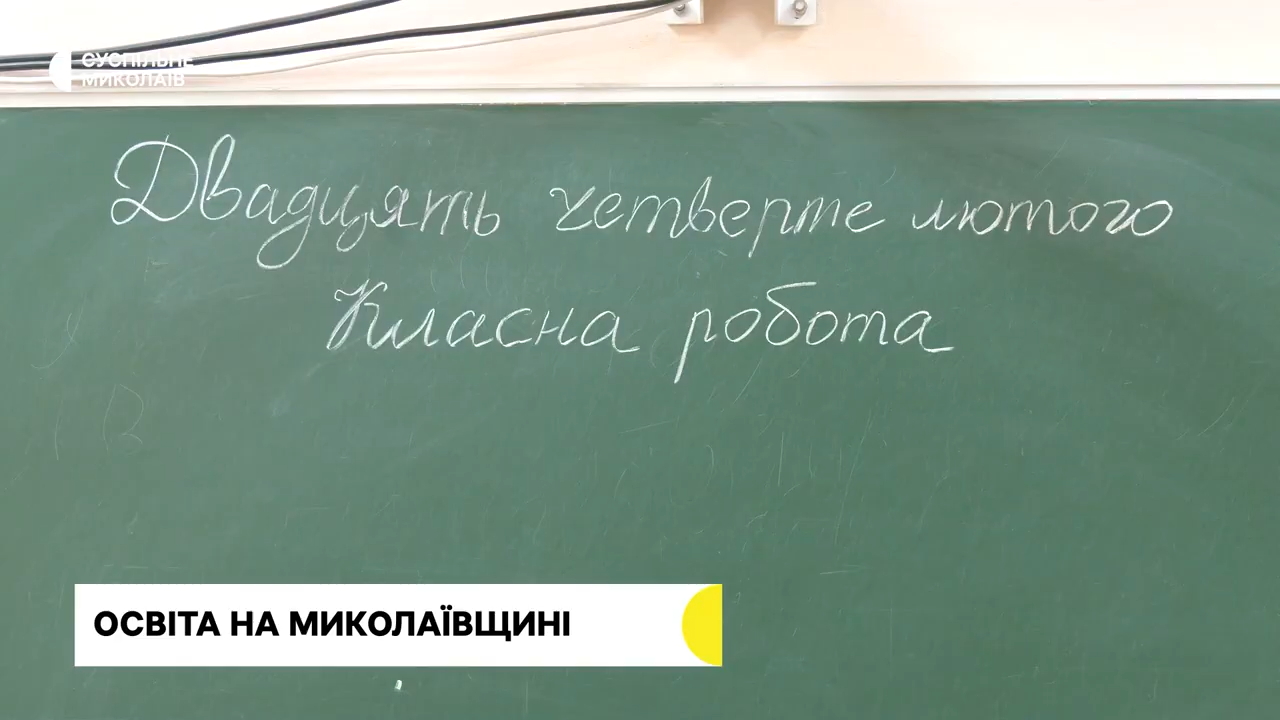 СУСПІЛЬНЕ
МИКОЛАЇВ
Двадцять четверте лютого
Класна робота
ОСВІТА НА МИКОЛАЇВЩИНІ